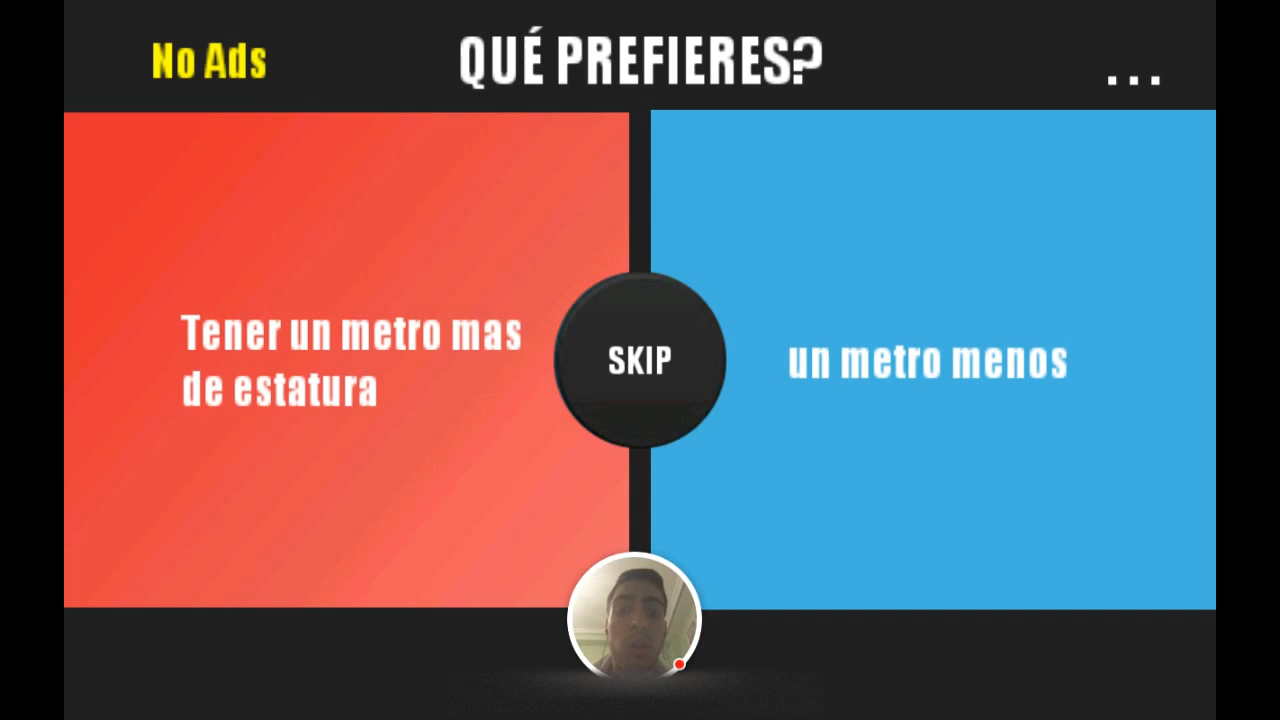 No Ads
QUÉ PREFIERES?
...
Tener un metro mas
de estatura
SKIP
un metro menos